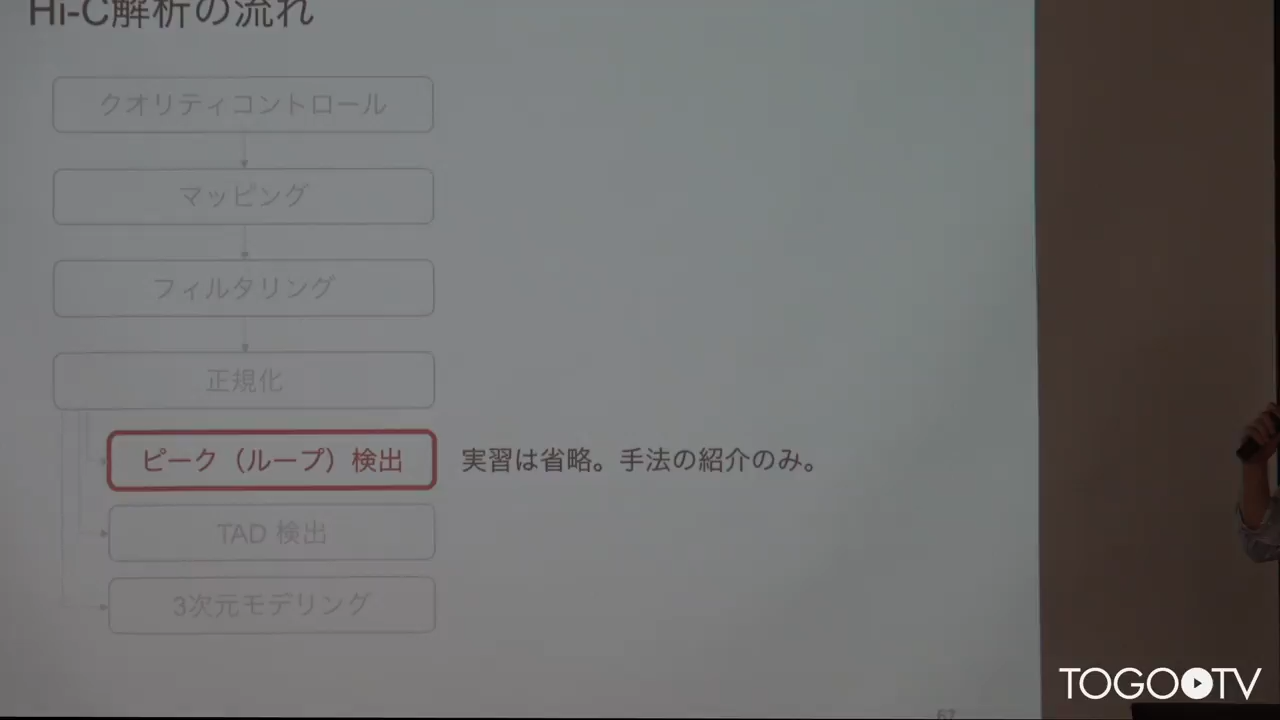 Hi-C解析の流れ
クオリティコントロール
マッピング
フィルタリング
正規化
ピーク（ループ）検出
実習は省略。手法の紹介のみ。
TAD 検出
3次元モデリング
67
TOGOTV